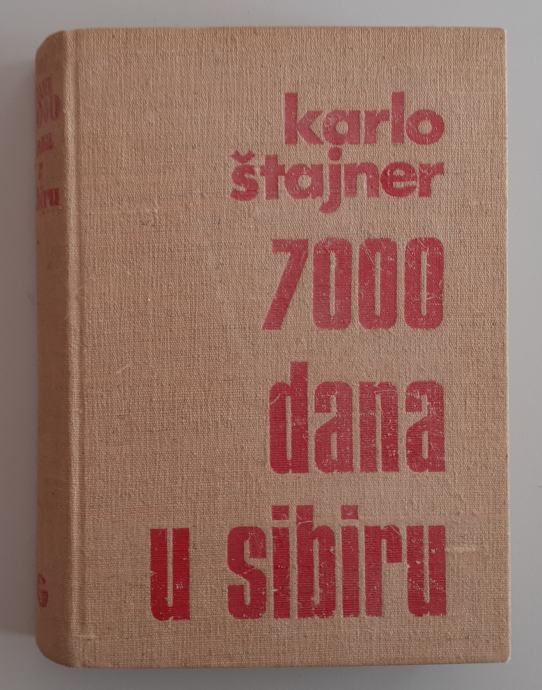 karlo
štajner
7000
dana
u sibiru